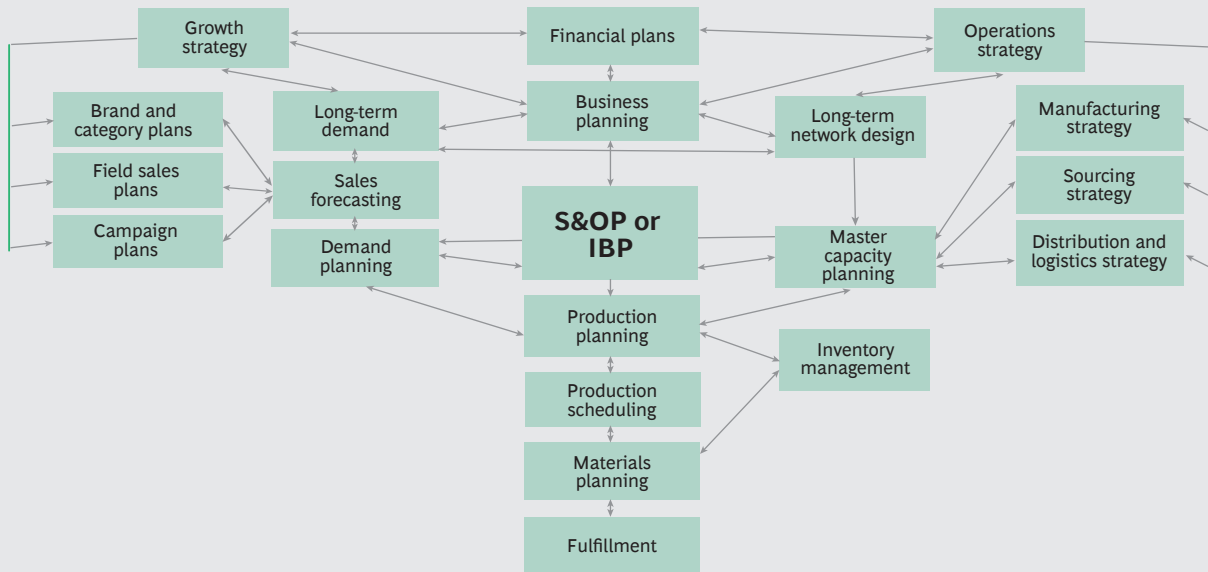 Growth
strategy
Financial plans
Operations
strategy
Brand and
category plans
Long-term
demand
Business
planning
Long-term
network design
Manufacturing
strategy
Field sales
plans
Sales
forecasting
S&OP or
IBP
Sourcing
strategy
Campaign
plans
Demand
planning
Master
capacity
planning
Distribution and
logistics strategy
Production
planning
Inventory
management
Production
scheduling
Materials
planning
Fulfillment